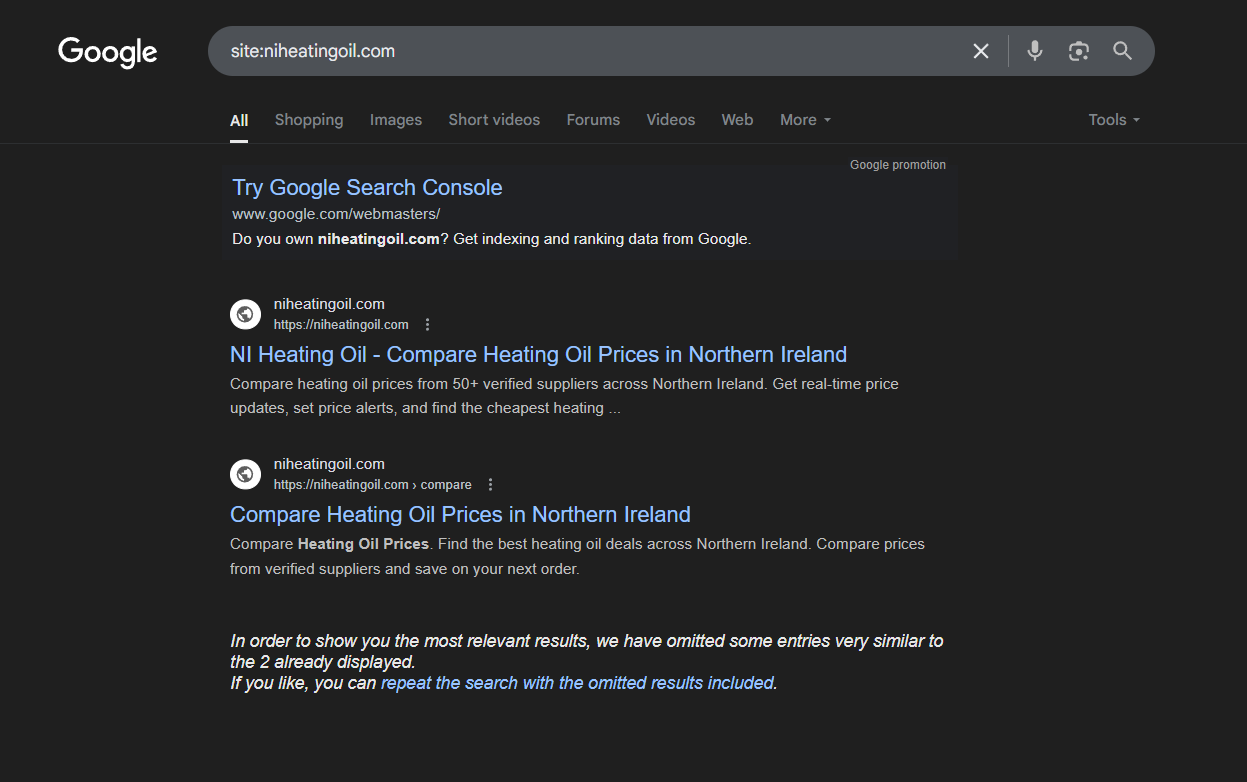 Google
site:niheatingoil.com
All Shopping Images Short videos Forums Videos Web More Tools
Google promotion
Try Google Search Console
www.google.com/webmasters/
Do you own niheatingoil.com? Get indexing and ranking data from Google.
niheatingoil.com
https://niheatingoil.com
NI Heating Oil - Compare Heating Oil Prices in Northern Ireland
Compare heating oil prices from 50+ verified suppliers across Northern Ireland. Get real-time price
updates, set price alerts, and find the cheapest heating ...
niheatingoil.com
https://niheatingoil.com › compare
Compare Heating Oil Prices in Northern Ireland
Compare Heating Oil Prices. Find the best heating oil deals across Northern Ireland. Compare prices
from verified suppliers and save on your next order.
In order to show you the most relevant results, we have omitted some entries very similar to
the 2 already displayed.
If you like, you can repeat the search with the omitted results included.